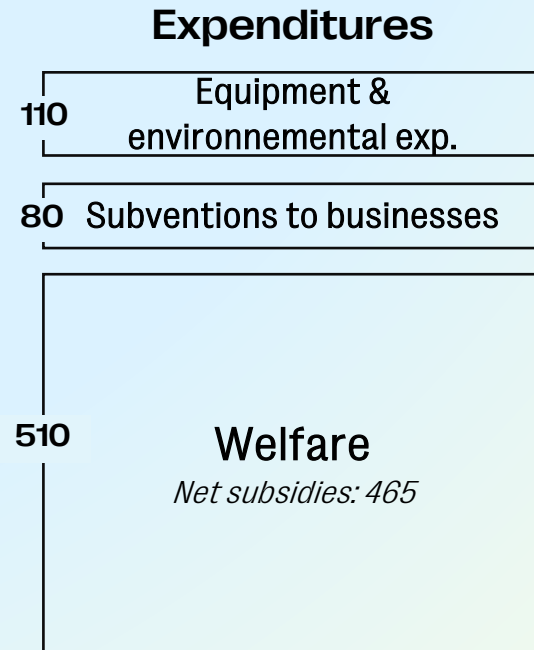 Expenditures
110
Equipment &
environnemental exp.
80
Subventions to businesses
510
Welfare
Net subsidies: 465